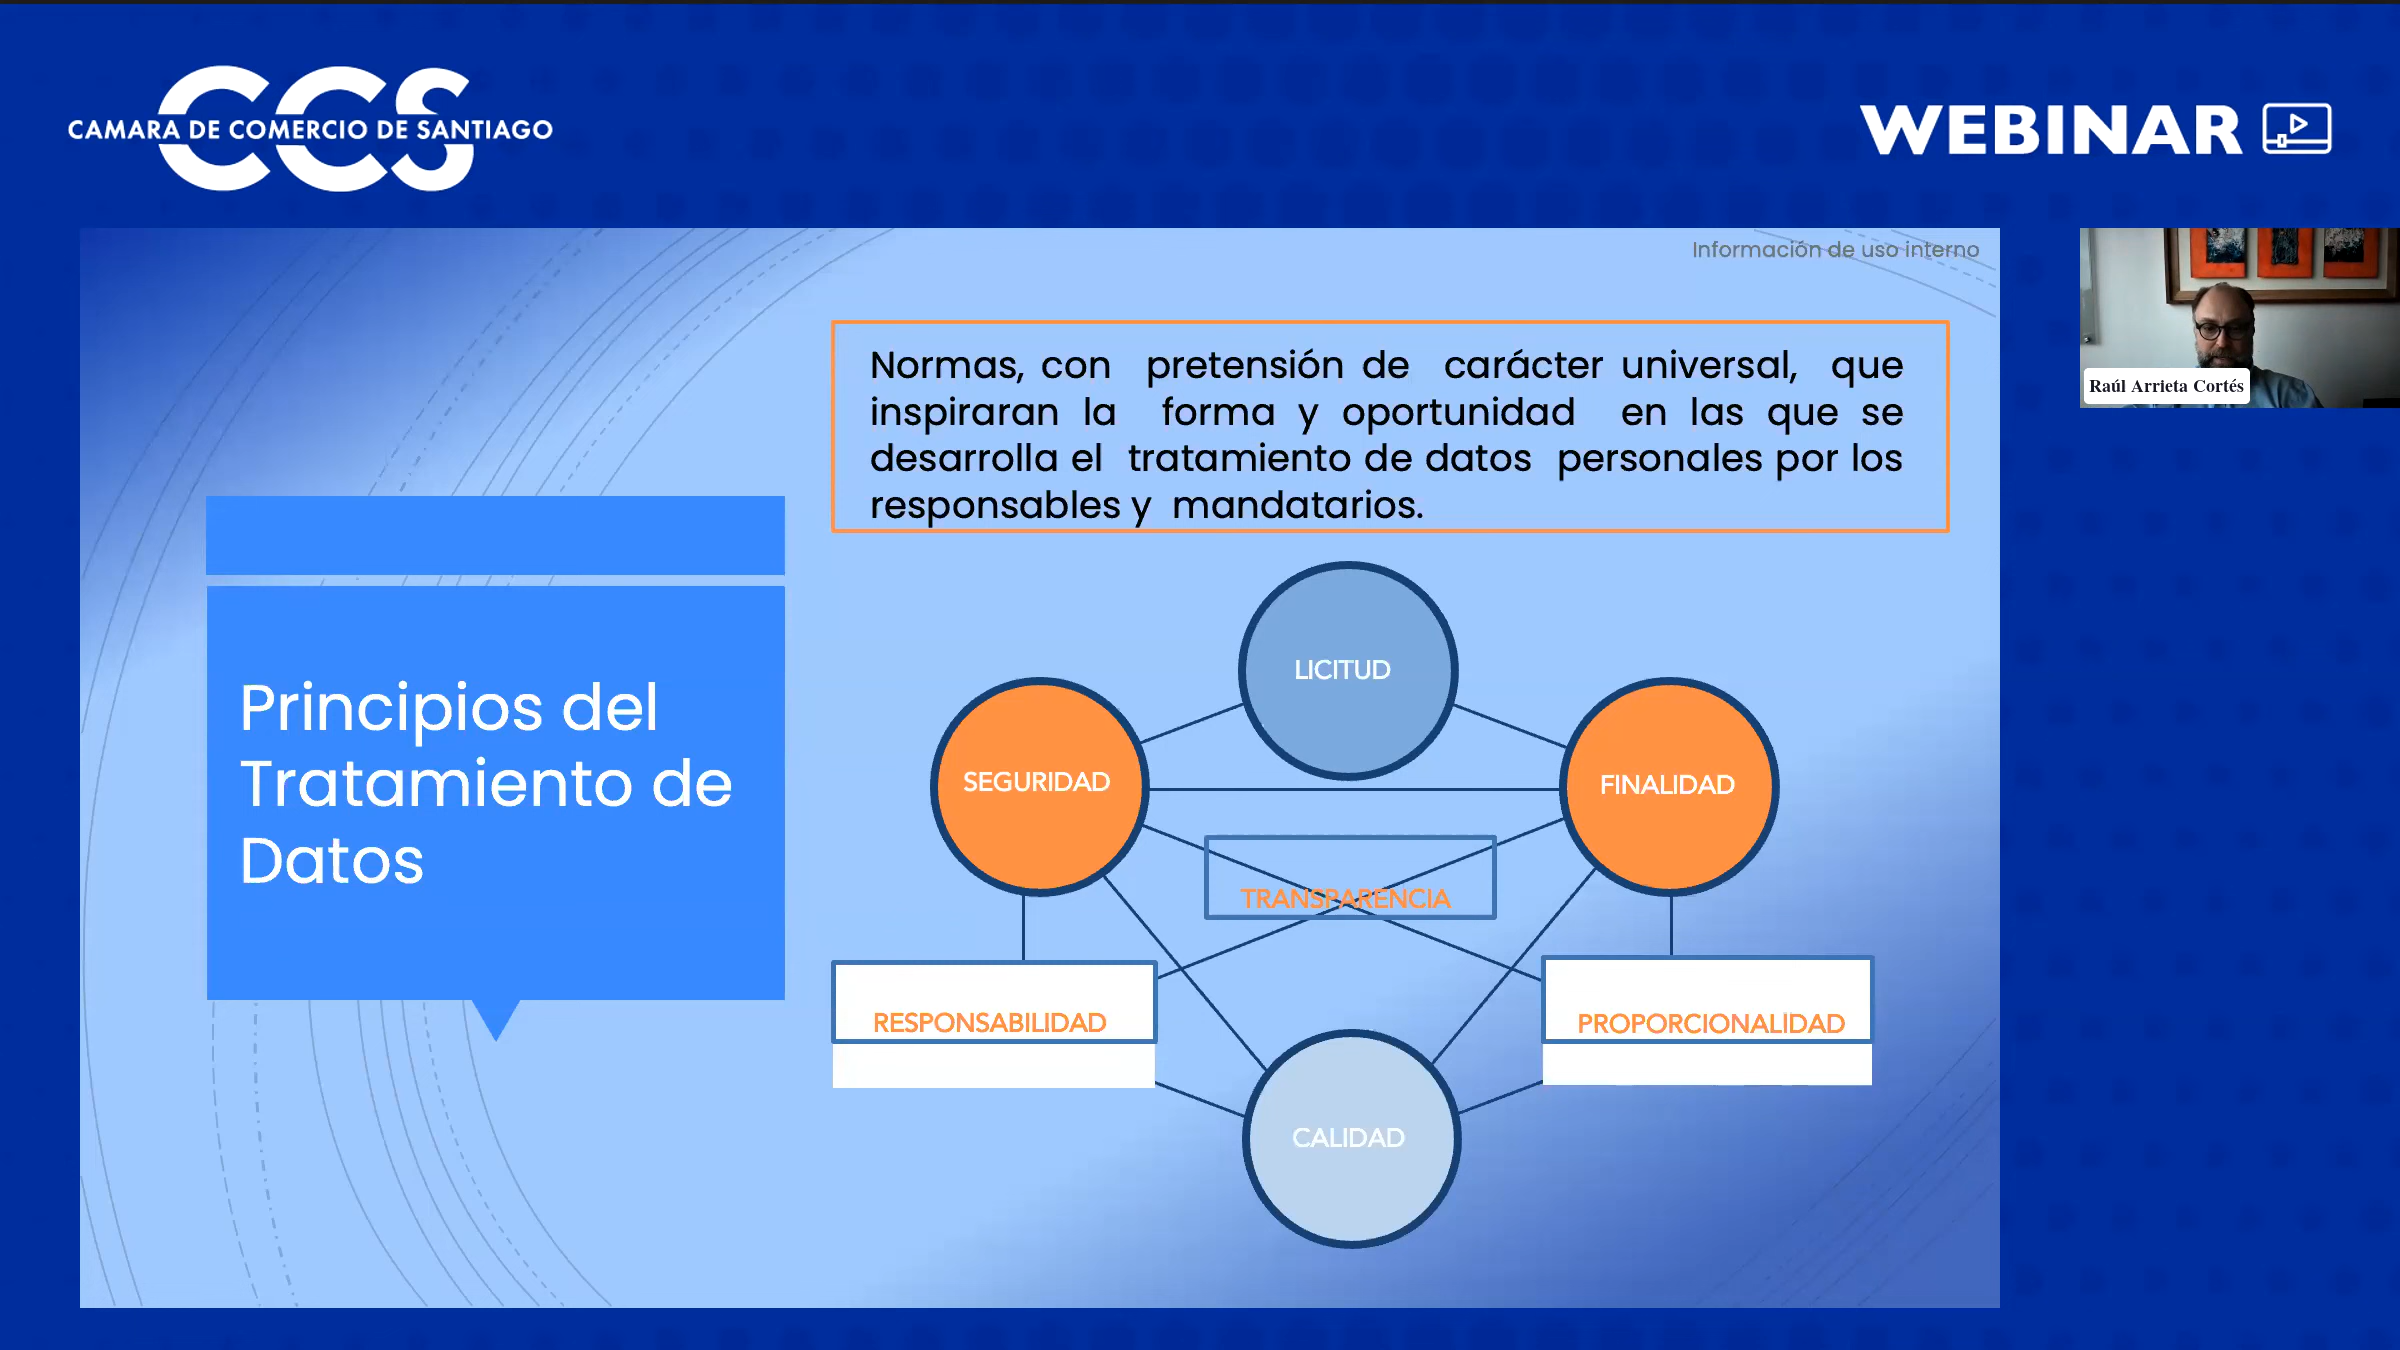 CCS
CAMARA DE COMERCIO DE SANTIAGO
WEBINAR
Información de uso interno
Raúl Arrieta Cortés
Normas, con pretensión de carácter universal, que
inspiraran la forma y oportunidad en las que se
desarrolla el tratamiento de datos personales por los
responsables y mandatarios.
Principios del
Tratamiento de
Datos
LICITUD
SEGURIDAD
FINALIDAD
TRANSPARENCIA
RESPONSABILIDAD
PROPORCIONALIDAD
CALIDAD